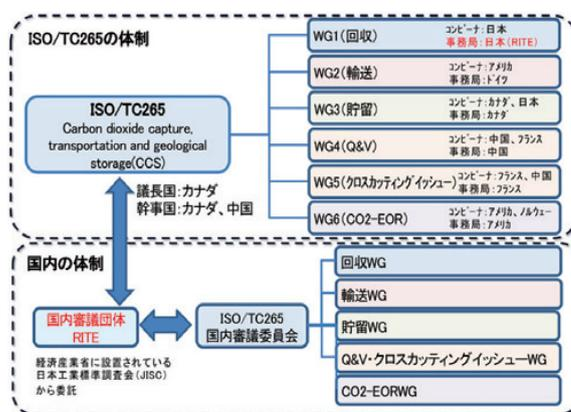 ISO/TC265の体制
ISO/TC265
Carbon dioxide capture,
transportation and geological
storage(CCS)
議長国:カナダ
幹事国:カナダ、中国
WG1(回収)
コンビーナ:日本
事務局:日本(RITE)
WG2(輸送)
コンビーナ:アメリカ
事務局:ドイツ
WG3(貯留)
コンビーナ:カナダ、日本
事務局:カナダ
WG4(Q&V)
コンビーナ:中国、フランス
事務局:中国
WG5(クロスカッティングイッシュー)
コンビーナ:フランス、中国
事務局:フランス
WG6(CO2-EOR)
コンビーナ:アメリカ、ノルウェー
事務局:アメリカ
国内の体制
国内審議団体
RITE
経済産業省に設置されている
日本工業標準調査会(JISC)
から委託
ISO/TC265
国内審議委員会
回収WG
輸送WG
貯留WG
Q&V・クロスカッティングイッシューWG
CO2-EORWG